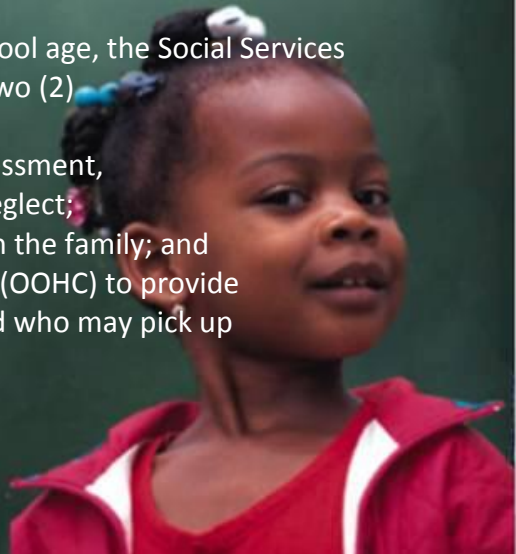 ool age, the Social Services
wo (2)
ssment,
eglect;
n the family; and
(OOHC) to provide
d who may pick up